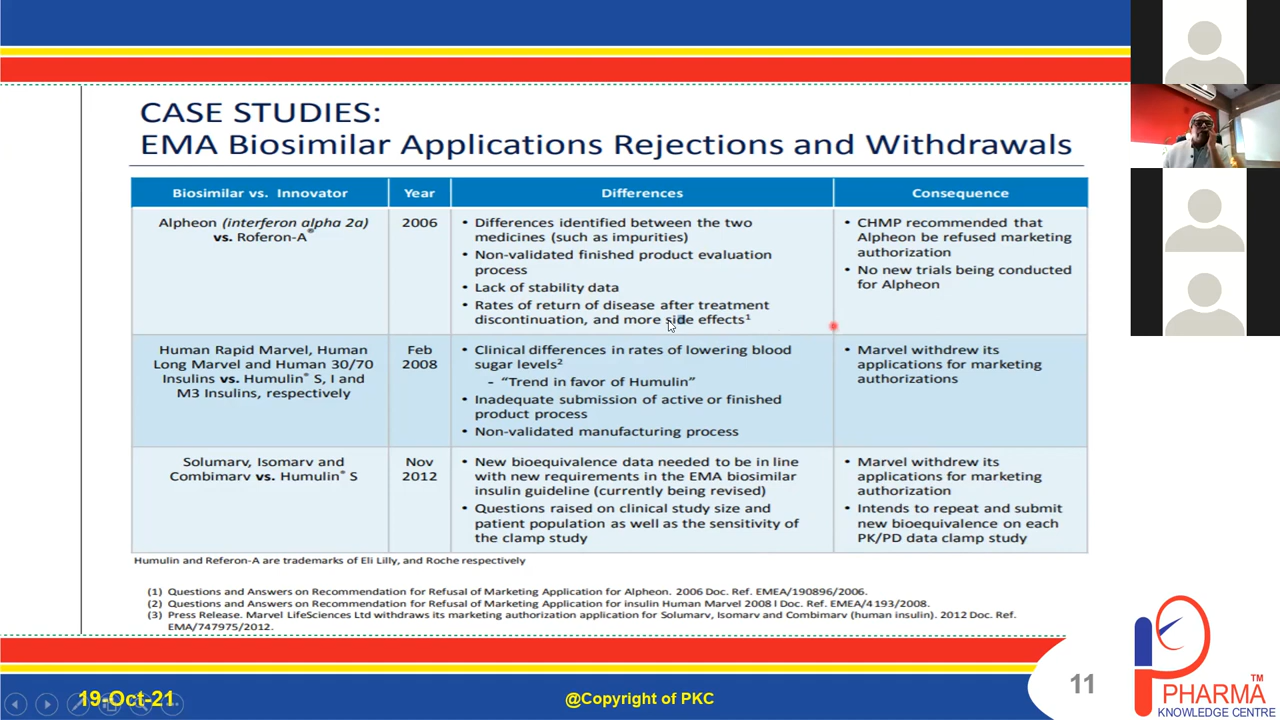 CASE STUDIES:
EMA Biosimilar Applications Rejections and Withdrawals
Biosimilar vs. Innovator
Year
Differences
Consequence
Alpheon (interferon alpha 2a)
vs. Roferon-A®
2006
• Differences identified between the two
medicines (such as impurities)
• Non-validated finished product evaluation
process
• Lack of stability data
• Rates of return of disease after treatment
discontinuation, and more side effects¹
• CHMP recommended that
Alpheon be refused marketing
authorization
• No new trials being conducted
for Alpheon
Human Rapid Marvel, Human
Long Marvel and Human 30/70
Insulins vs. Humulin® S, I and
M3 Insulins, respectively
Feb
2008
• Clinical differences in rates of lowering blood
sugar levels²
- “Trend in favor of Humulin”
• Inadequate submission of active or finished
product process
• Non-validated manufacturing process
• Marvel withdrew its
applications for marketing
authorizations
Solumarv, Isomarv and
Combimarv vs. Humulin® S
Nov
2012
• New bioequivalence data needed to be in line
with new requirements in the EMA biosimilar
insulin guideline (currently being revised)
• Questions raised on clinical study size and
patient population as well as the sensitivity of
the clamp study
• Marvel withdrew its
applications for marketing
authorization
• Intends to repeat and submit
new bioequivalence on each
PK/PD data clamp study
Humulin and Referon-A are trademarks of Eli Lilly, and Roche respectively
(1) Questions and Answers on Recommendation for Refusal of Marketing Application for Alpheon. 2006 Doc. Ref. EMEA/190896/2006.
(2) Questions and Answers on Recommendation for Refusal of Marketing Application for insulin Human Marvel 2008 l Doc. Ref. EMEA/4193/2008.
(3) Press Release. Marvel LifeSciences Ltd withdraws its marketing authorization application for Solumarv, Isomarv and Combimarv (human insulin). 2012 Doc. Ref.
EMA/747975/2012.
19-Oct-21
@Copyright of PKC
11
PHARMA™
KNOWLEDGE CENTRE